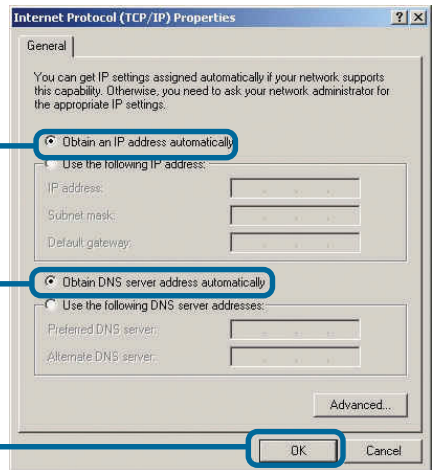 Internet Protocol (TCP/IP) Properties
General
You can get IP settings assigned automatically if your network supports
this capability. Otherwise, you need to ask your network administrator for
the appropriate IP settings.
Obtain an IP address automatically
Use the following IP address:
IP address:
Subnet mask:
Default gateway:
Obtain DNS server address automatically
Use the following DNS server addresses:
Preferred DNS server:
Alternate DNS server:
Advanced...
OK Cancel